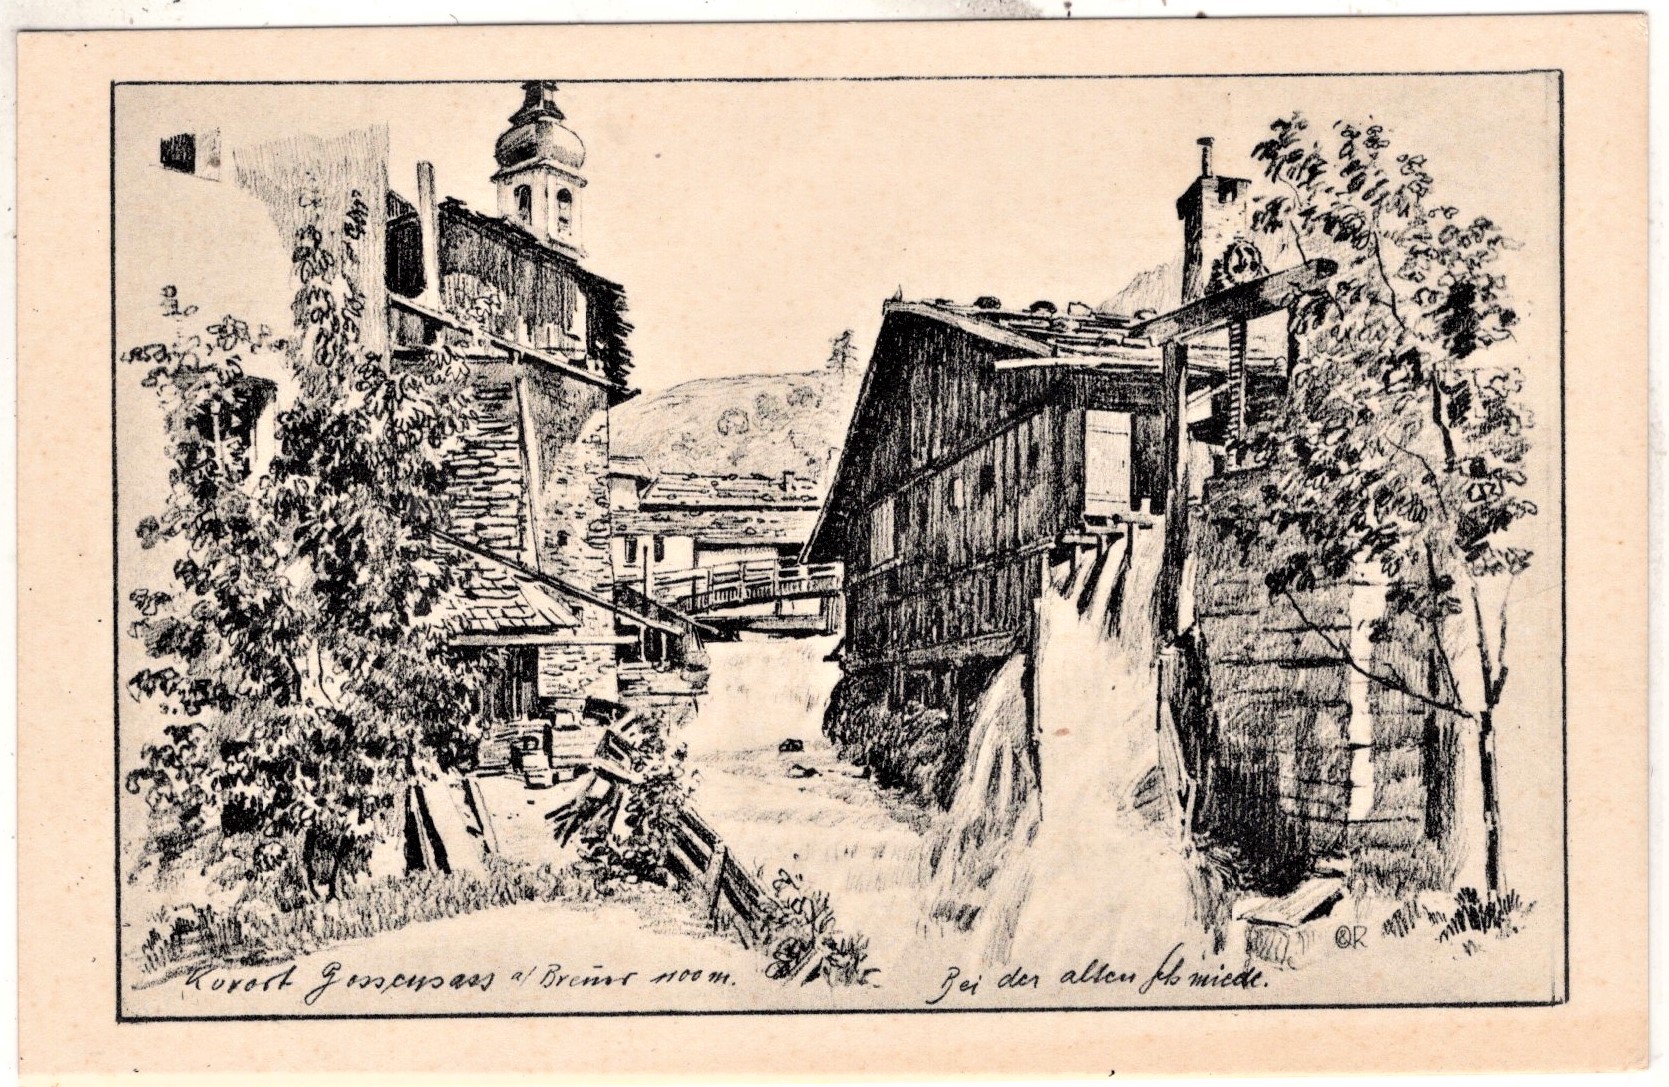 Kurort Gossensass a/ Brenner 1100 m.
Bei der alten Schmiede.